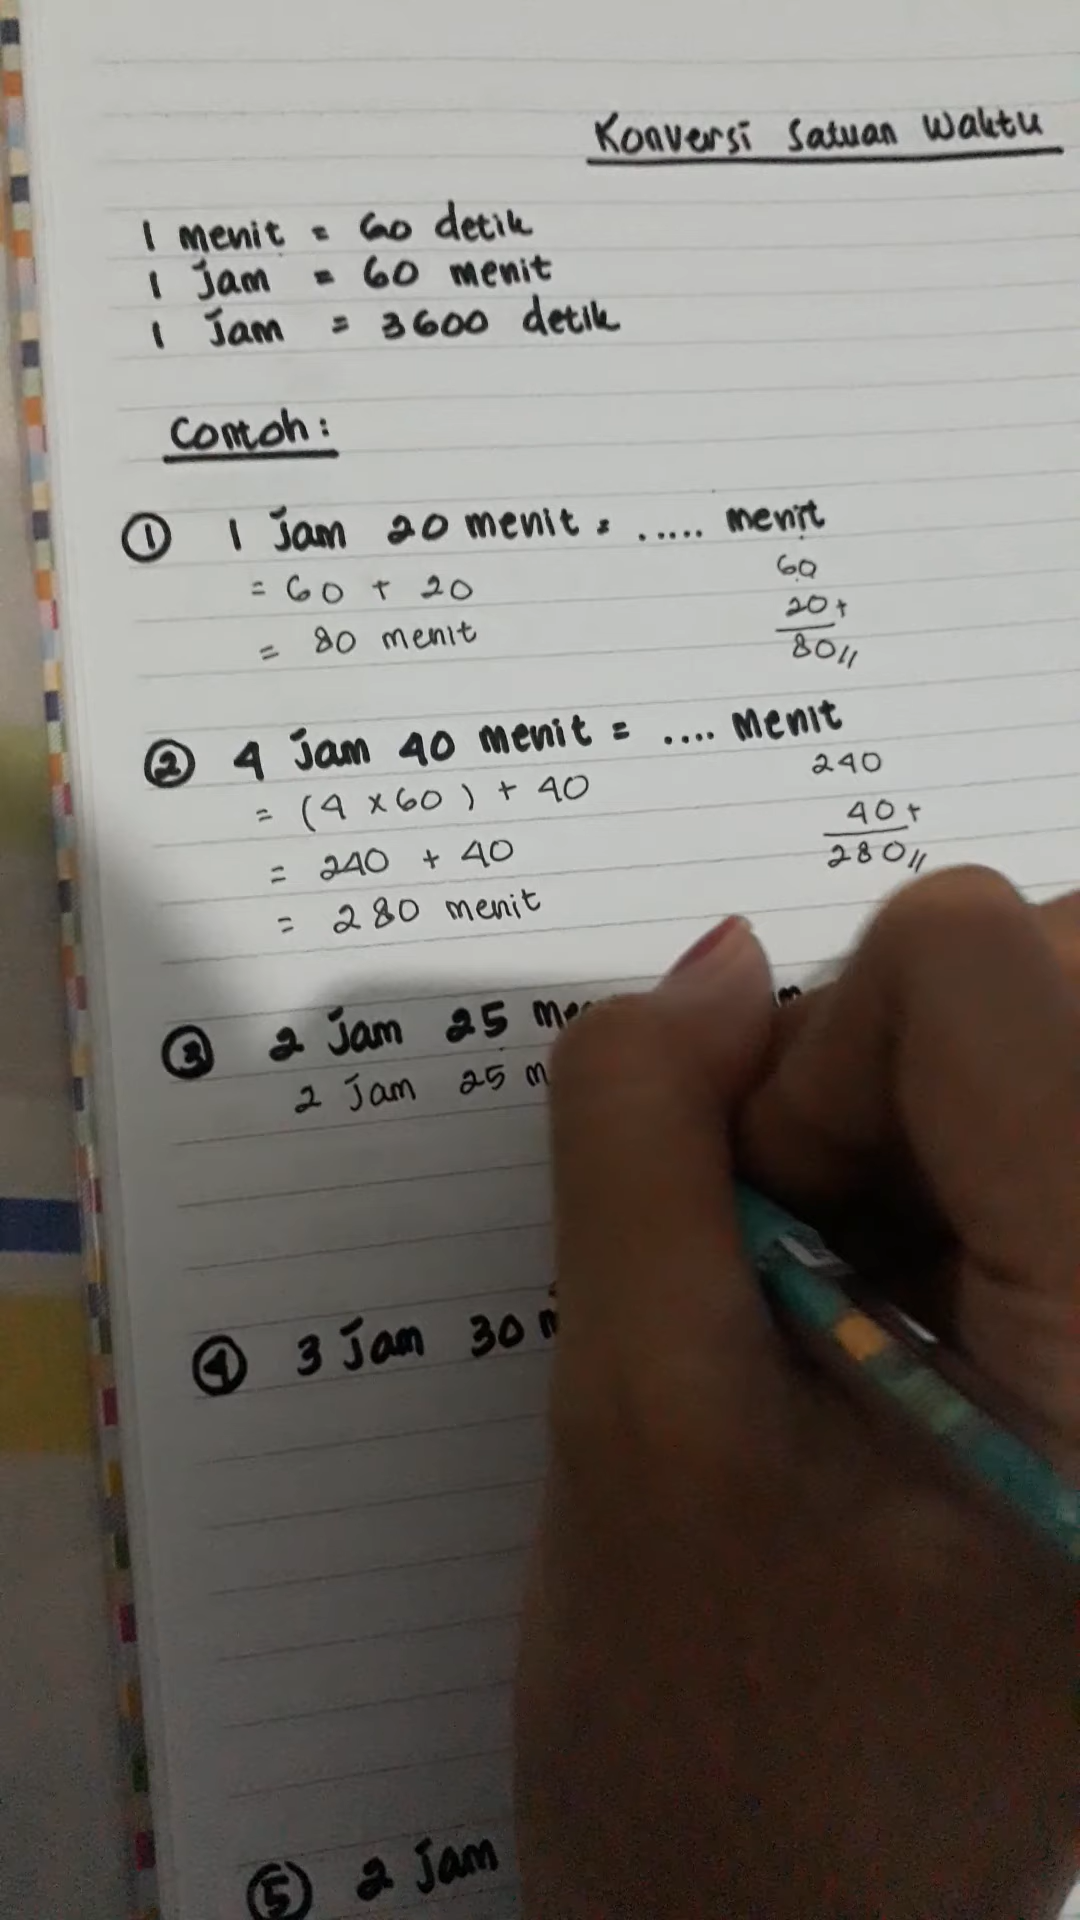 Konversi Satuan Waktu
1 menit = 60 detik
1 Jam = 60 menit
1 Jam = 3600 detik
Contoh:
① 1 Jam 20 menit = ..... menit
= 60 + 20 60
= 80 menit 20+
80//
② 4 Jam 40 menit = .... menit
= (4 x 60) + 40 240
= 240 + 40 40+
= 280 menit 280//
③ 2 Jam 25
2 Jam 25
④ 3 Jam 30
⑤ 2 Jam